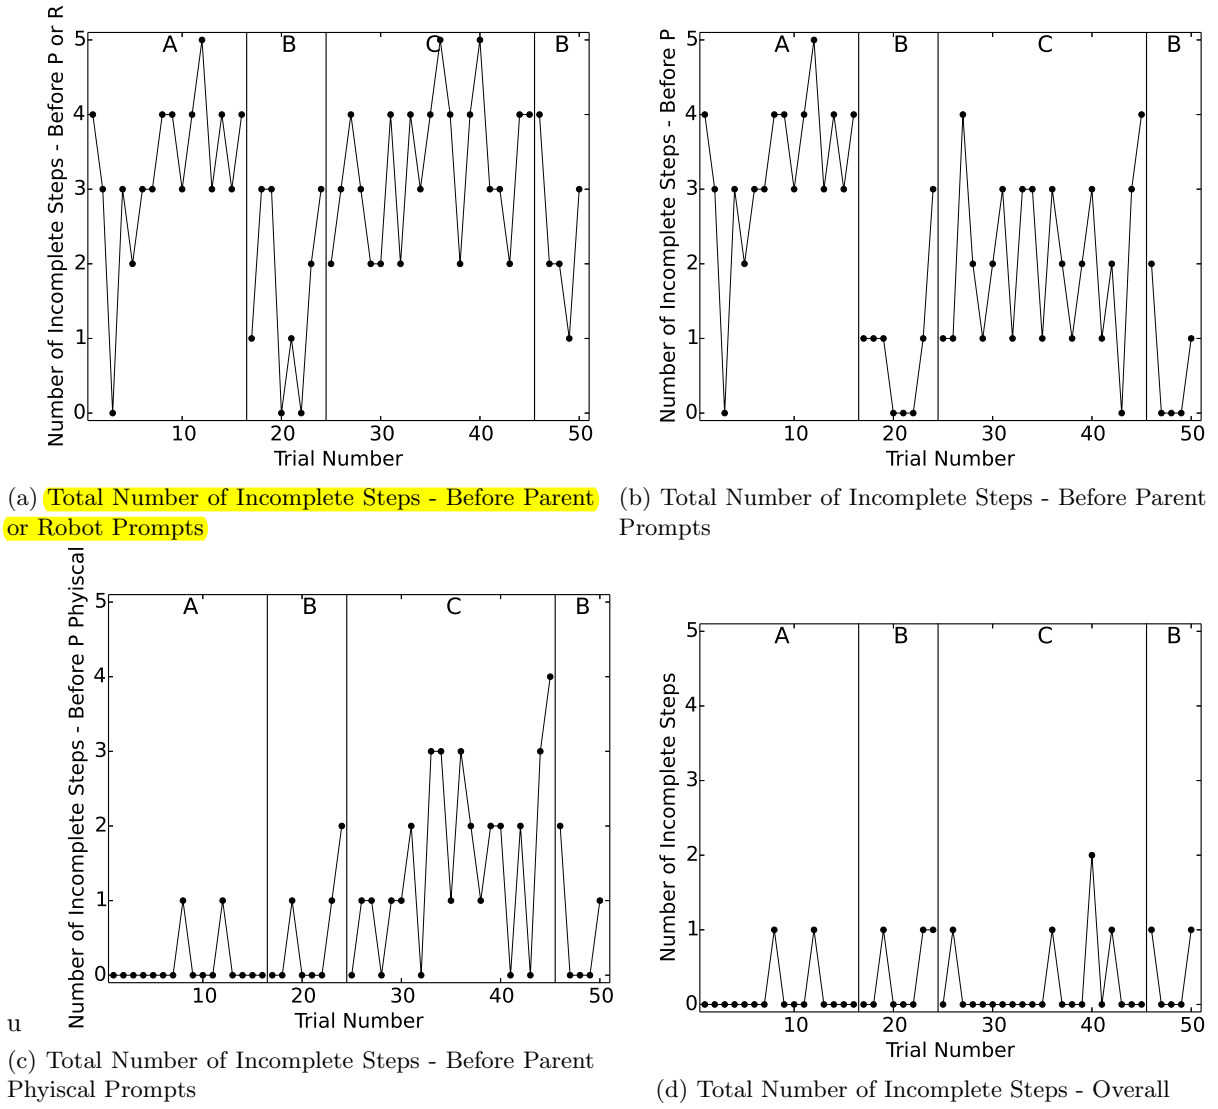 Number of Incomplete Steps - Before P or R
5
4
3
2
1
0
A
B
C
B
10
20
30
40
50
Trial Number
(a) Total Number of Incomplete Steps - Before Parent
or Robot Prompts
Number of Incomplete Steps - Before P
5
4
3
2
1
0
A
B
C
B
10
20
30
40
50
Trial Number
(b) Total Number of Incomplete Steps - Before Parent
Prompts
Number of Incomplete Steps - Before P Phyiscal
5
4
3
2
1
0
A
B
C
B
10
20
30
40
50
Trial Number
u
(c) Total Number of Incomplete Steps - Before Parent
Phyiscal Prompts
Number of Incomplete Steps
5
4
3
2
1
0
A
B
C
B
10
20
30
40
50
Trial Number
(d) Total Number of Incomplete Steps - Overall